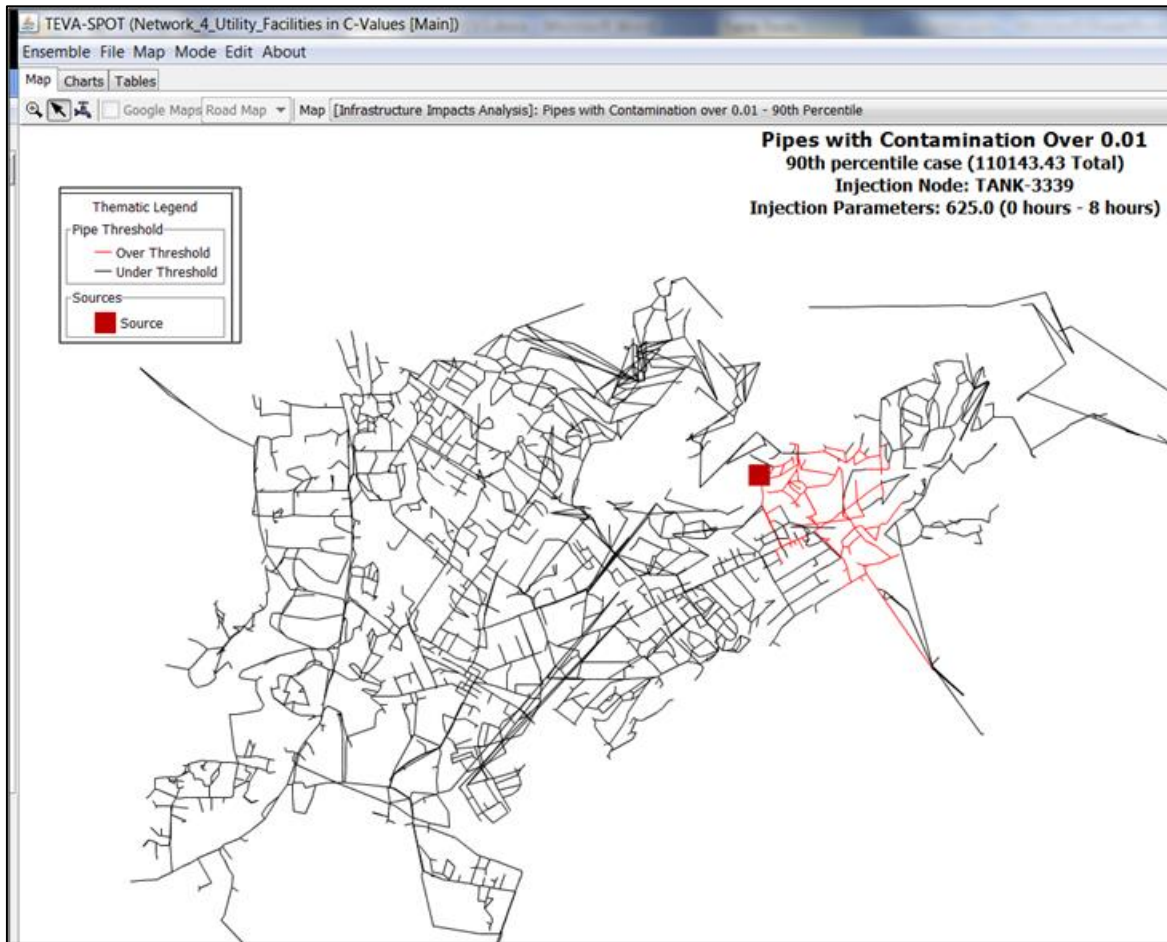 TEVA-SPOT (Network_4_Utility_Facilities in C-Values [Main])
Ensemble File Map Mode Edit About
Map Charts Tables
Google Maps Road Map Map [Infrastructure Impacts Analysis]: Pipes with Contamination over 0.01 - 90th Percentile
Pipes with Contamination Over 0.01
90th percentile case (110143.43 Total)
Injection Node: TANK-3339
Injection Parameters: 625.0 (0 hours - 8 hours)
Thematic Legend
Pipe Threshold
Over Threshold
Under Threshold
Sources
Source